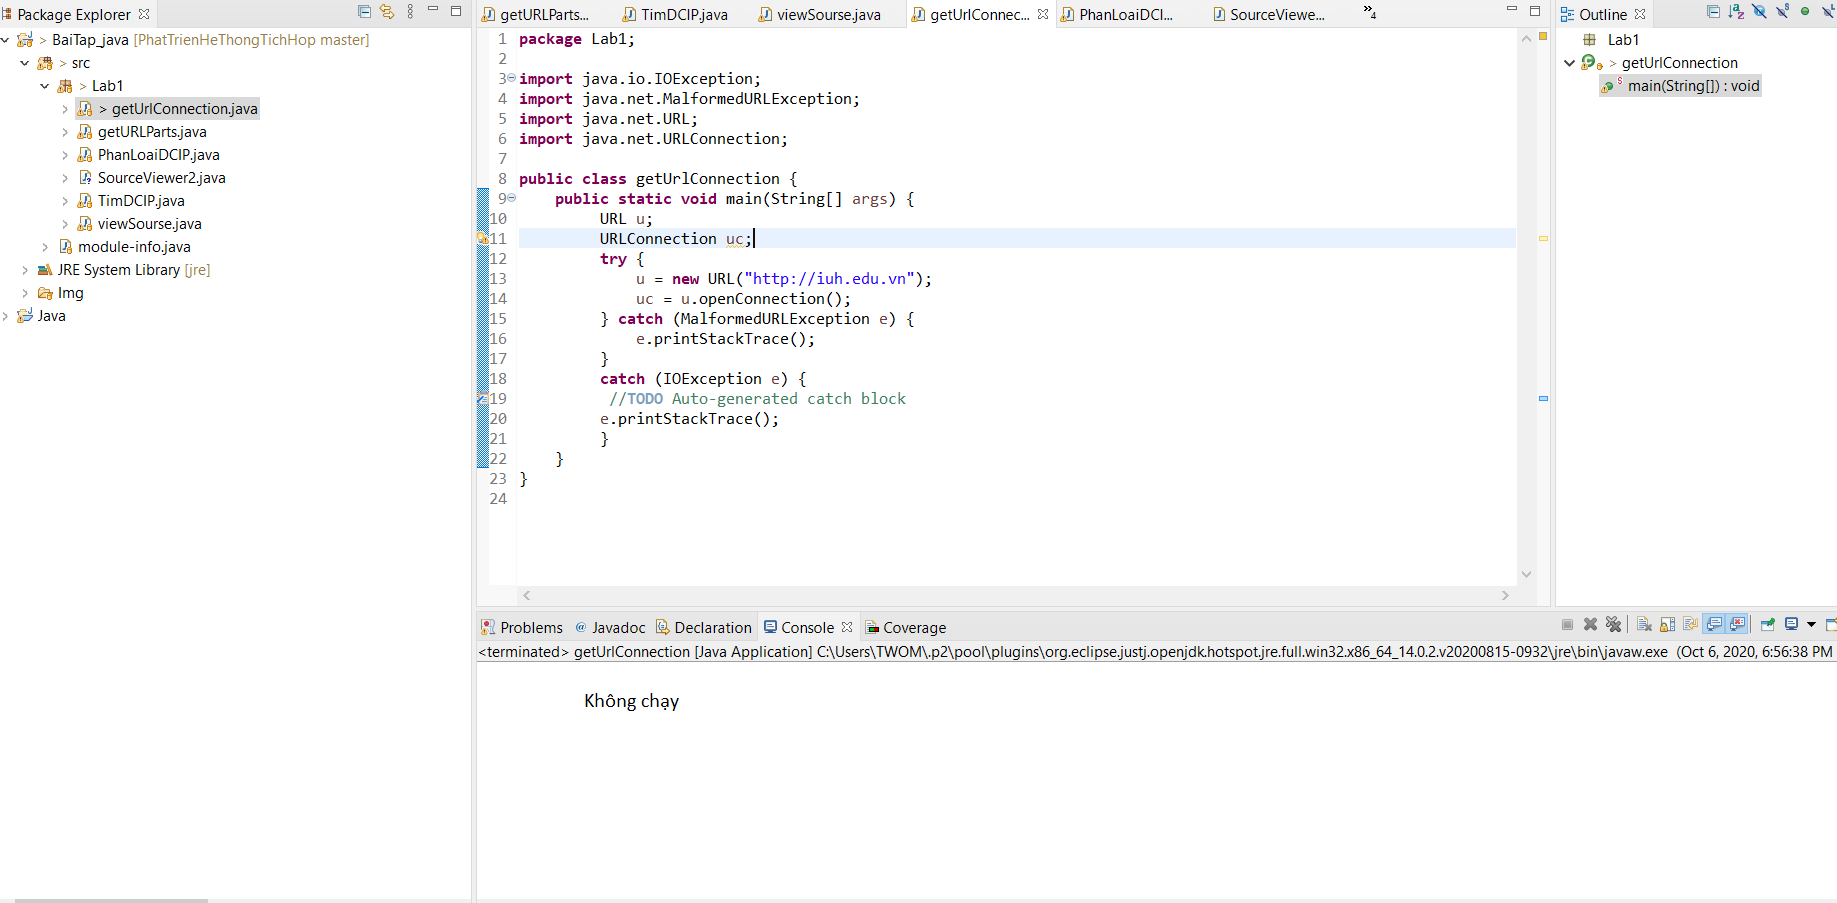 Package Explorer
> BaiTap_java [PhatTrienHeThongTichHop master]
> src
> Lab1
> getUrlConnection.java
getURLParts.java
PhanLoaiDCIP.java
SourceViewer2.java
TimDCIP.java
viewSourse.java
module-info.java
JRE System Library [jre]
Img
Java
getURLParts... TimDCIP.java viewSourse.java getUrlConnec... PhanLoaiDCI... SourceViewe... »4
1 package Lab1;
2
3 import java.io.IOException;
4 import java.net.MalformedURLException;
5 import java.net.URL;
6 import java.net.URLConnection;
7
8 public class getUrlConnection {
9 public static void main(String[] args) {
10 URL u;
11 URLConnection uc;
12 try {
13 u = new URL("http://iuh.edu.vn");
14 uc = u.openConnection();
15 } catch (MalformedURLException e) {
16 e.printStackTrace();
17 }
18 catch (IOException e) {
19 //TODO Auto-generated catch block
20 e.printStackTrace();
21 }
22 }
23 }
24
Outline
Lab1
> getUrlConnection
main(String[]) : void
Problems @ Javadoc Declaration Console Coverage
<terminated> getUrlConnection [Java Application] C:\Users\TWOM\.p2\pool\plugins\org.eclipse.justj.openjdk.hotspot.jre.full.win32.x86_64_14.0.2.v20200815-0932\jre\bin\javaw.exe (Oct 6, 2020, 6:56:38 PM
Không chạy